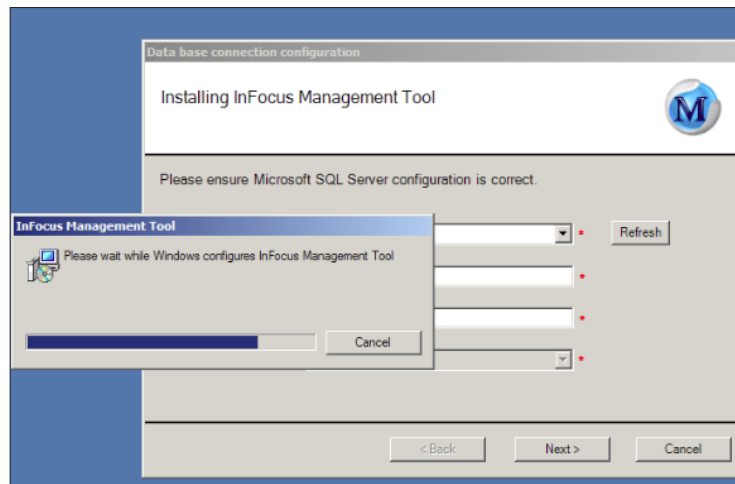 Data base connection configuration
Installing InFocus Management Tool
M
Please ensure Microsoft SQL Server configuration is correct.
InFocus Management Tool
* Refresh
Please wait while Windows configures InFocus Management Tool
*
*
Cancel
*
< Back Next > Cancel